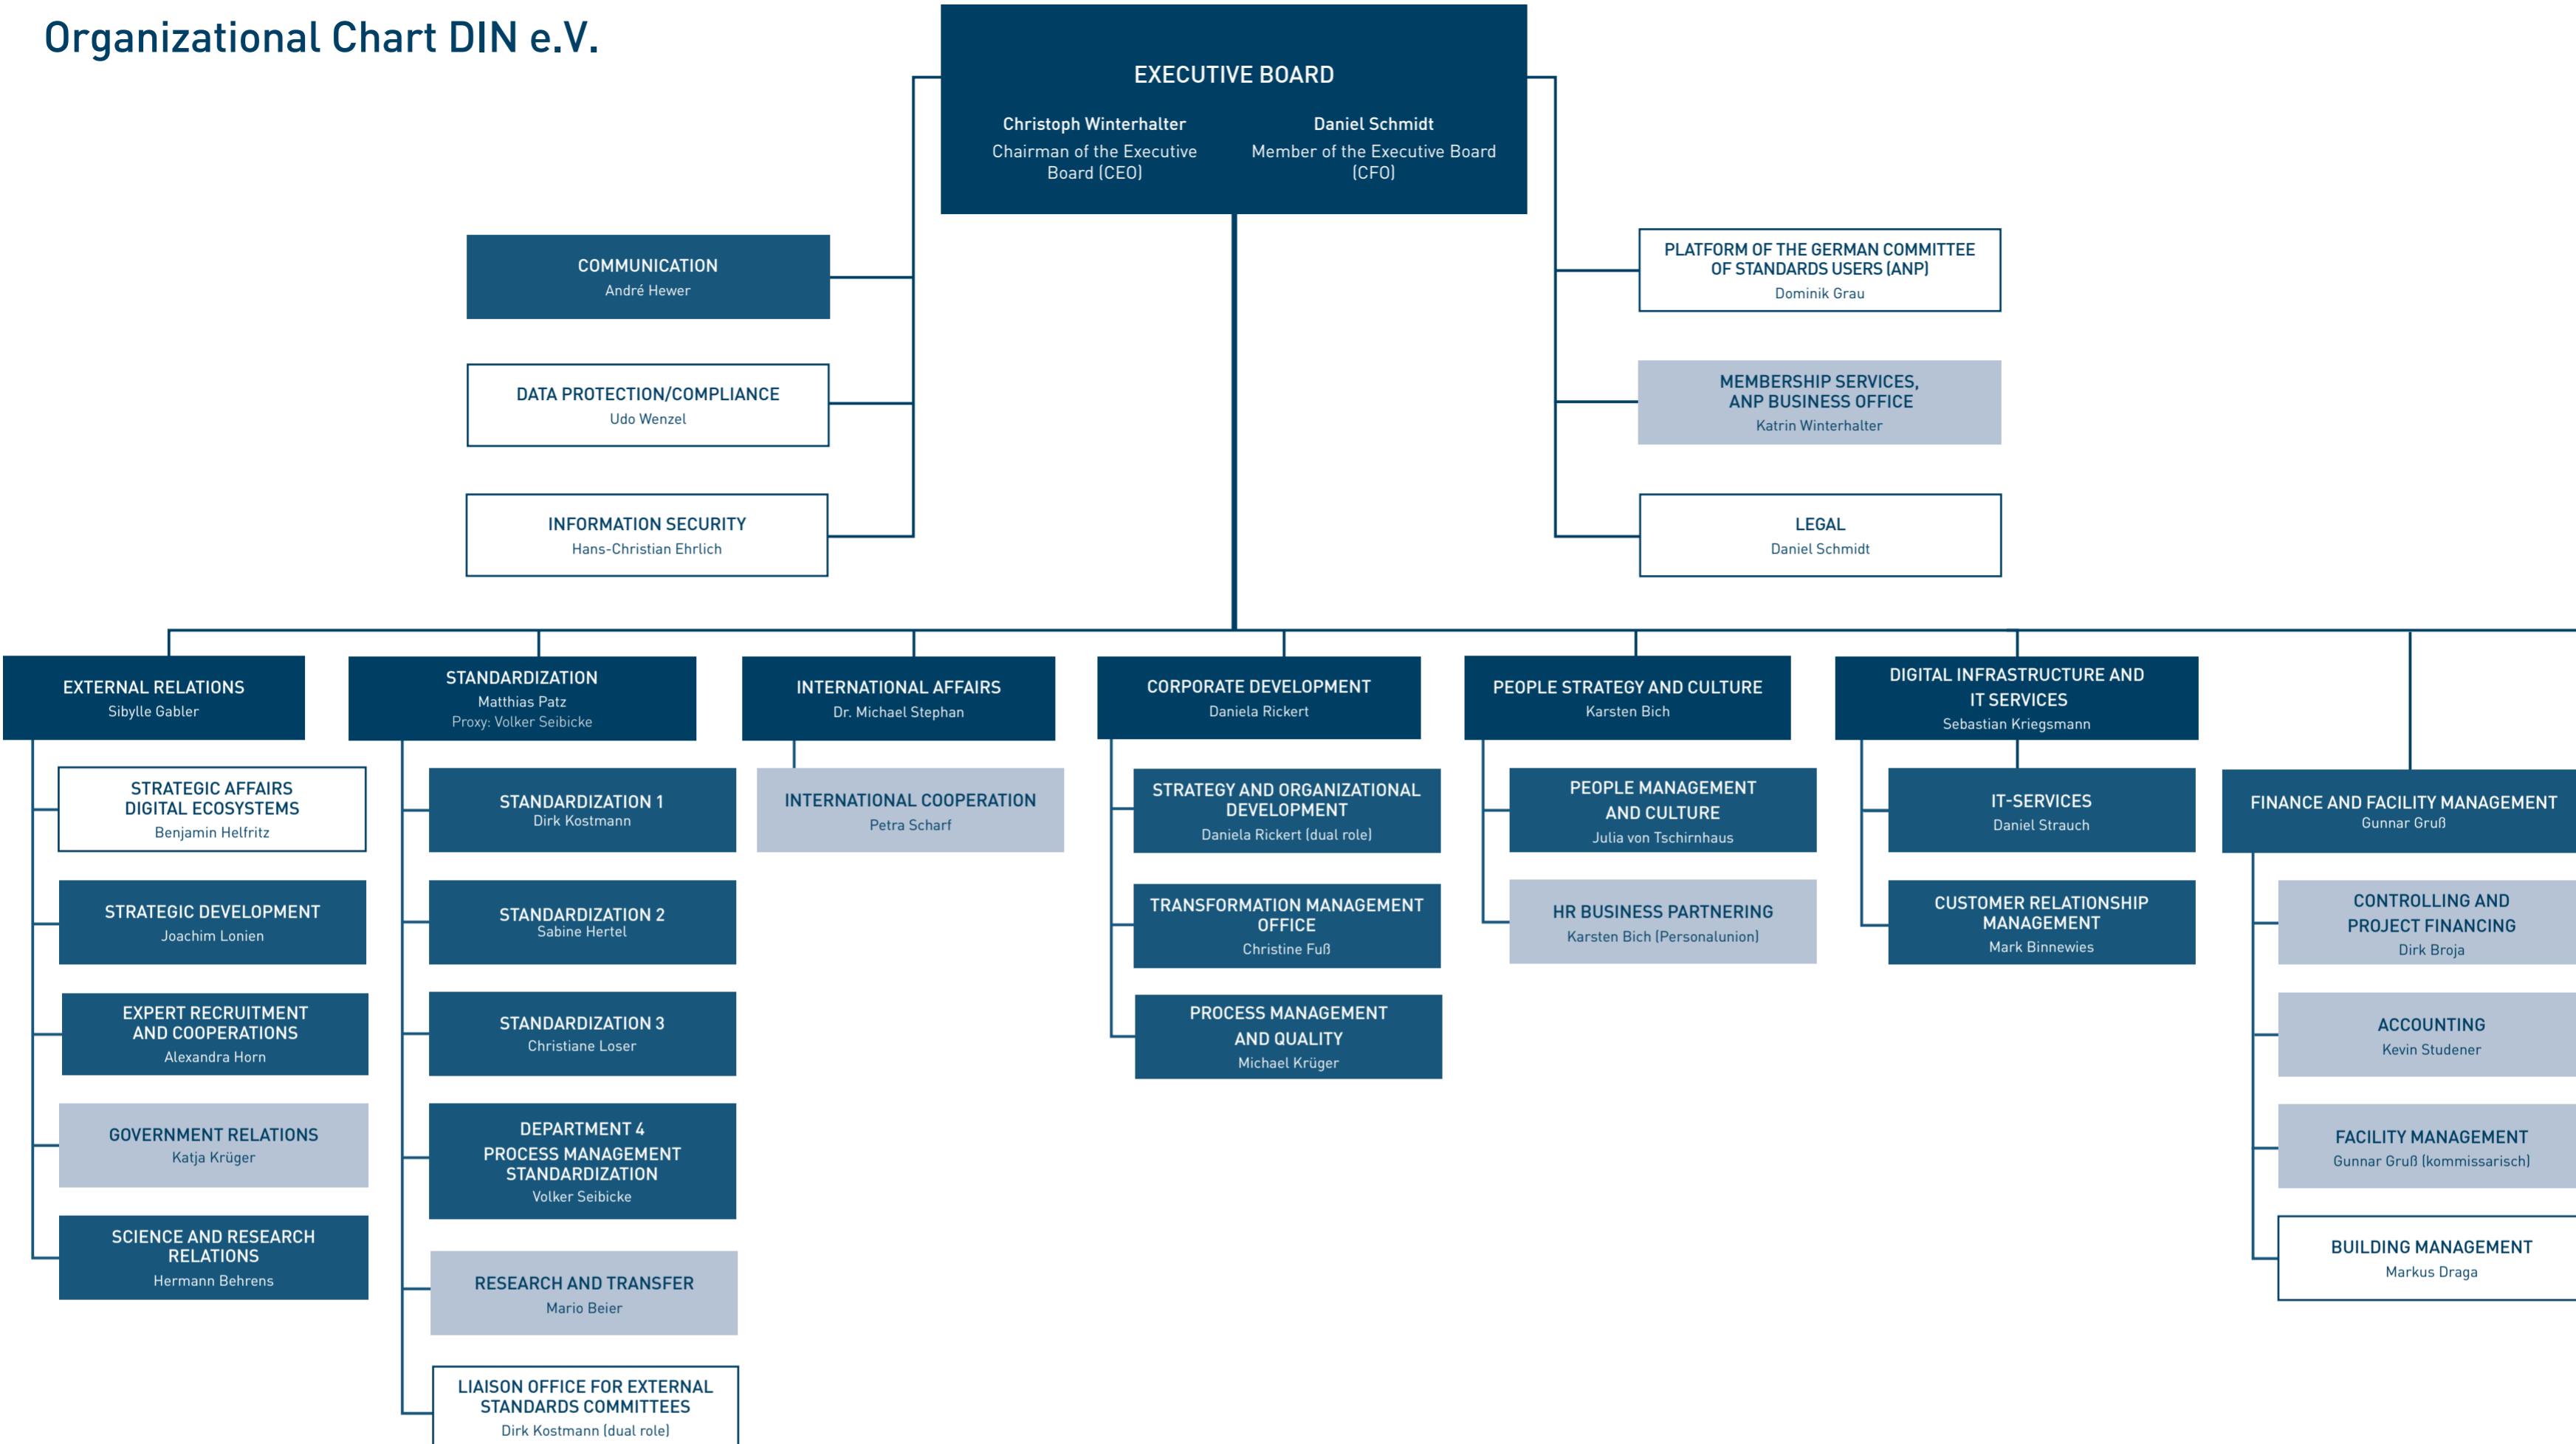 Organizational Chart DIN e.V.
EXECUTIVE BOARD
Christoph Winterhalter
Chairman of the Executive
Board (CEO)
Daniel Schmidt
Member of the Executive Board
(CFO)
COMMUNICATION
André Hewer
DATA PROTECTION/COMPLIANCE
Udo Wenzel
INFORMATION SECURITY
Hans-Christian Ehrlich
PLATFORM OF THE GERMAN COMMITTEE
OF STANDARDS USERS (ANP)
Dominik Grau
MEMBERSHIP SERVICES,
ANP BUSINESS OFFICE
Katrin Winterhalter
LEGAL
Daniel Schmidt
EXTERNAL RELATIONS
Sibylle Gabler
STRATEGIC AFFAIRS
DIGITAL ECOSYSTEMS
Benjamin Helfritz
STRATEGIC DEVELOPMENT
Joachim Lonien
EXPERT RECRUITMENT
AND COOPERATIONS
Alexandra Horn
GOVERNMENT RELATIONS
Katja Krüger
SCIENCE AND RESEARCH
RELATIONS
Hermann Behrens
STANDARDIZATION
Matthias Patz
Proxy: Volker Seibicke
STANDARDIZATION 1
Dirk Kostmann
STANDARDIZATION 2
Sabine Hertel
STANDARDIZATION 3
Christiane Loser
DEPARTMENT 4
PROCESS MANAGEMENT
STANDARDIZATION
Volker Seibicke
RESEARCH AND TRANSFER
Mario Beier
LIAISON OFFICE FOR EXTERNAL
STANDARDS COMMITTEES
Dirk Kostmann (dual role)
INTERNATIONAL AFFAIRS
Dr. Michael Stephan
INTERNATIONAL COOPERATION
Petra Scharf
CORPORATE DEVELOPMENT
Daniela Rickert
STRATEGY AND ORGANIZATIONAL
DEVELOPMENT
Daniela Rickert (dual role)
TRANSFORMATION MANAGEMENT
OFFICE
Christine Fuß
PROCESS MANAGEMENT
AND QUALITY
Michael Krüger
PEOPLE STRATEGY AND CULTURE
Karsten Bich
PEOPLE MANAGEMENT
AND CULTURE
Julia von Tschirnhaus
HR BUSINESS PARTNERING
Karsten Bich (Personalunion)
DIGITAL INFRASTRUCTURE AND
IT SERVICES
Sebastian Kriegsmann
IT-SERVICES
Daniel Strauch
CUSTOMER RELATIONSHIP
MANAGEMENT
Mark Binnewies
FINANCE AND FACILITY MANAGEMENT
Gunnar Gruß
CONTROLLING AND
PROJECT FINANCING
Dirk Broja
ACCOUNTING
Kevin Studener
FACILITY MANAGEMENT
Gunnar Gruß (kommissarisch)
BUILDING MANAGEMENT
Markus Draga